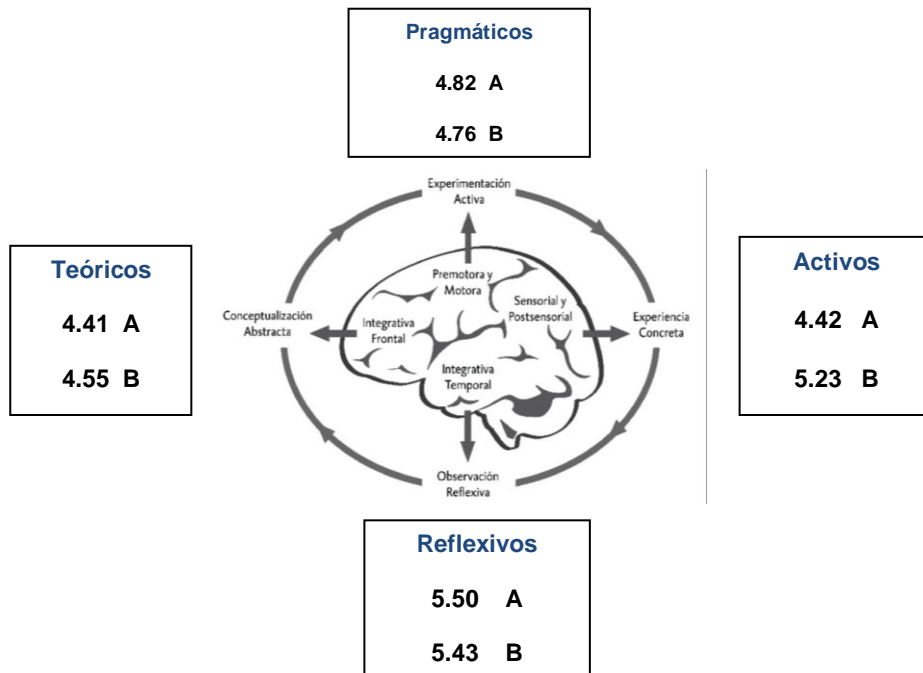 Pragmáticos
4.82 A
4.76 B
Experimentación
Activa
Teóricos
4.41 A
4.55 B
Conceptualización
Abstracta
Premotora y
Motora
Integrativa
Frontal
Sensorial y
Postsensorial
Integrativa
Temporal
Experiencia
Concreta
Activos
4.42 A
5.23 B
Observación
Reflexiva
Reflexivos
5.50 A
5.43 B